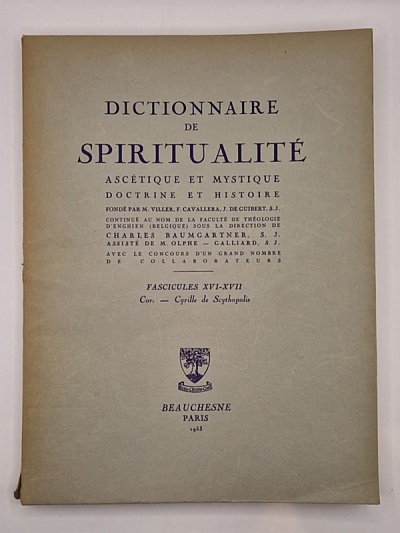 DICTIONNAIRE
DE
SPIRITUALITÉ
ASCÉTIQUE ET MYSTIQUE
DOCTRINE ET HISTOIRE
FONDÉ PAR M. VILLER, F. CAVALLERA, J. DE GUIBERT, S.J.
CONTINUÉ AU NOM DE LA FACULTÉ DE THÉOLOGIE
D'ENGHIEN (BELGIQUE) SOUS LA DIRECTION DE
CHARLES BAUMGARTNER, S. J.
ASSISTÉ DE M. OLPHE — GALLIARD, S. J.
AVEC LE CONCOURS D'UN GRAND NOMBRE
DE COLLABORATEURS
FASCICULES XVI-XVII
Cor. — Cyrille de Scythopolis
BEAUCHESNE
PARIS
1953